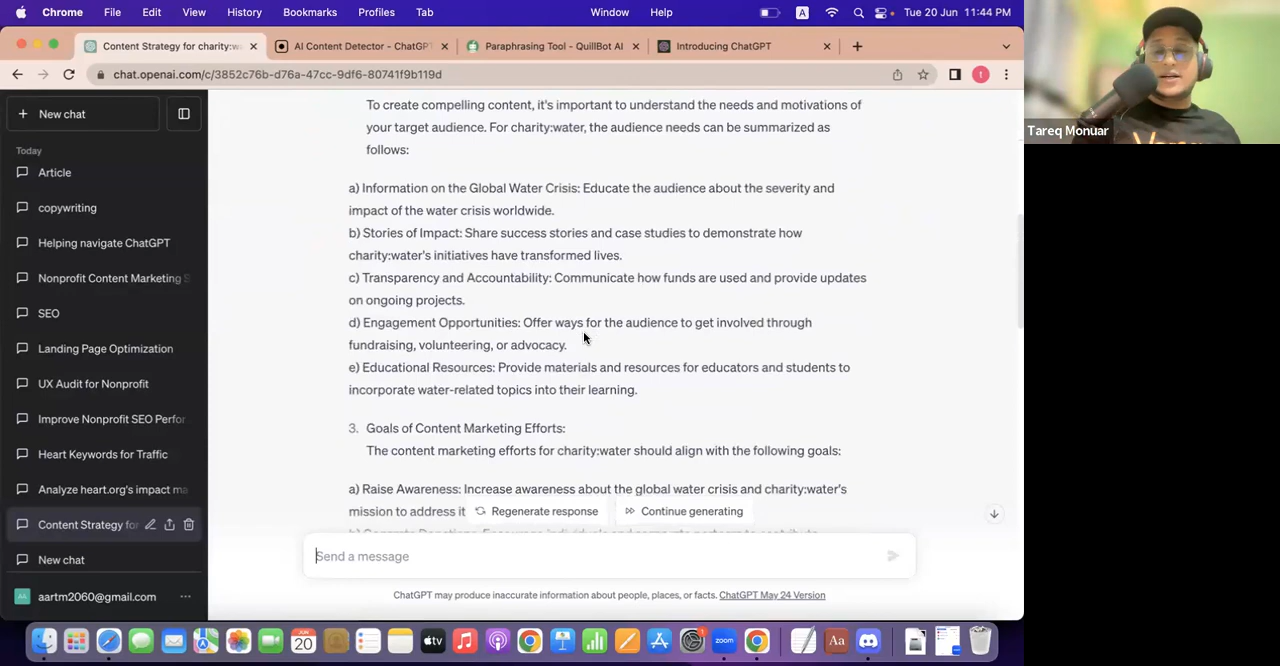 Chrome File Edit View History Bookmarks Profiles Tab Window Help A Tue 20 Jun 11:44 PM
Content Strategy for charity:wa AI Content Detector - ChatGPT Paraphrasing Tool - QuillBot AI Introducing ChatGPT
chat.openai.com/c/3852c76b-d76a-47cc-9df6-80741f9b119d t
New chat
Today
Article
copywriting
Helping navigate ChatGPT
Nonprofit Content Marketing S
SEO
Landing Page Optimization
UX Audit for Nonprofit
Improve Nonprofit SEO Perfor
Heart Keywords for Traffic
Analyze heart.org's impact ma
Content Strategy for
New chat
aartm2060@gmail.com
To create compelling content, it's important to understand the needs and motivations of
your target audience. For charity:water, the audience needs can be summarized as
follows:
a) Information on the Global Water Crisis: Educate the audience about the severity and
impact of the water crisis worldwide.
b) Stories of Impact: Share success stories and case studies to demonstrate how
charity:water's initiatives have transformed lives.
c) Transparency and Accountability: Communicate how funds are used and provide updates
on ongoing projects.
d) Engagement Opportunities: Offer ways for the audience to get involved through
fundraising, volunteering, or advocacy.
e) Educational Resources: Provide materials and resources for educators and students to
incorporate water-related topics into their learning.
3. Goals of Content Marketing Efforts:
The content marketing efforts for charity:water should align with the following goals:
a) Raise Awareness: Increase awareness about the global water crisis and charity:water's
mission to address it
Regenerate response Continue generating
Send a message
ChatGPT may produce inaccurate information about people, places, or facts. ChatGPT May 24 Version
Tareq Monuar
JUN
20
tv
zoom
Aa